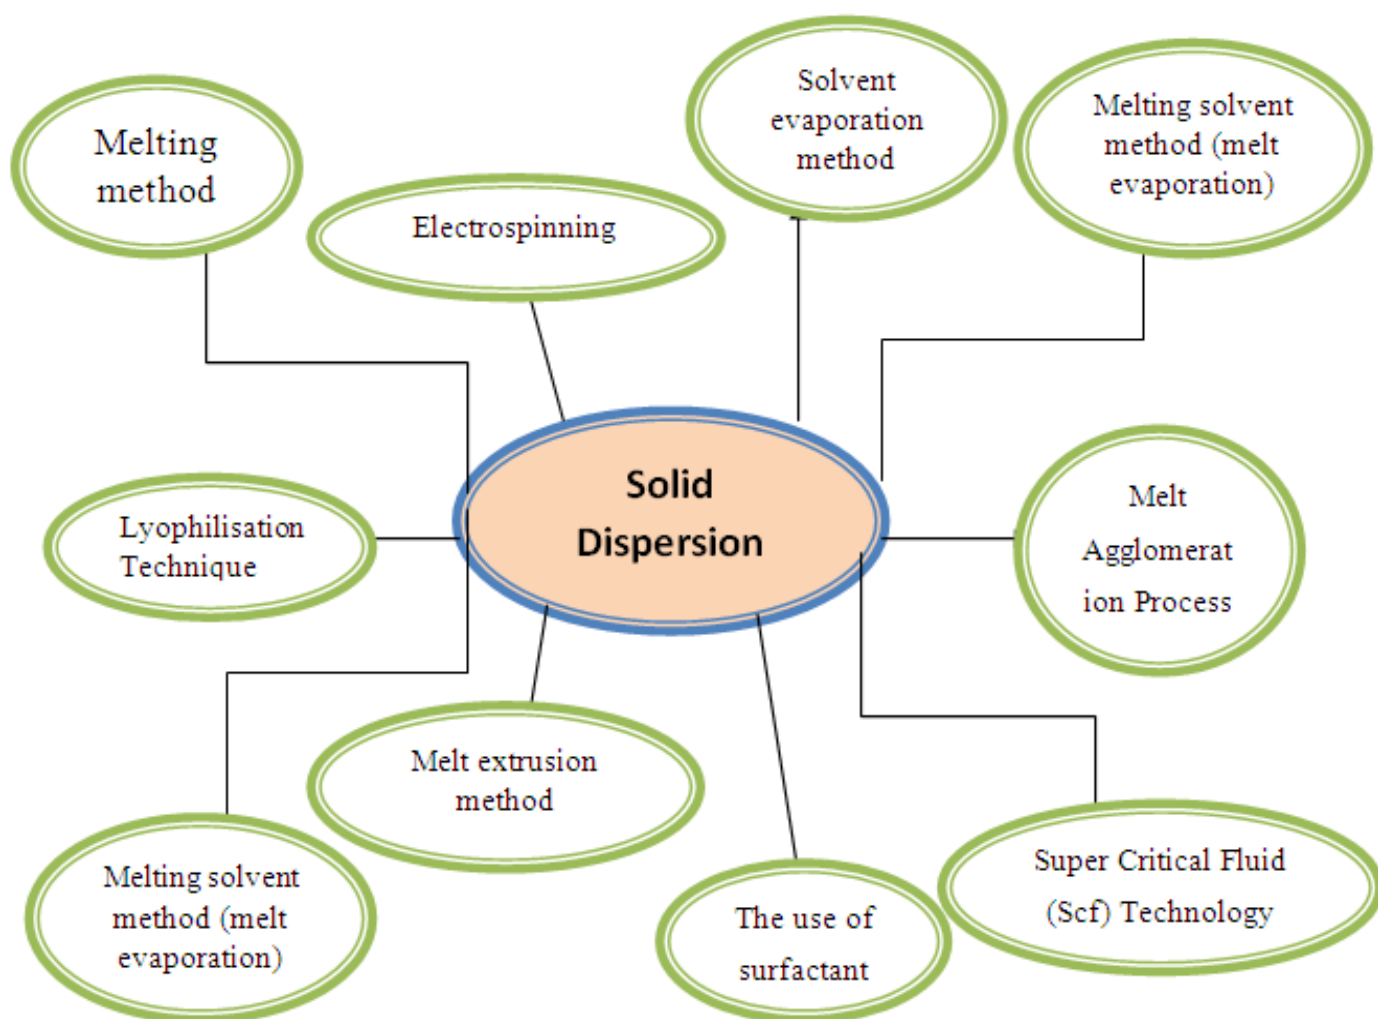 Melting
method
Electrospinning
Solvent
evaporation
method
Melting solvent
method (melt
evaporation)
Solid
Dispersion
Lyophilisation
Technique
Melt
Agglomerat
ion Process
Melt extrusion
method
Melting solvent
method (melt
evaporation)
The use of
surfactant
Super Critical Fluid
(Scf) Technology